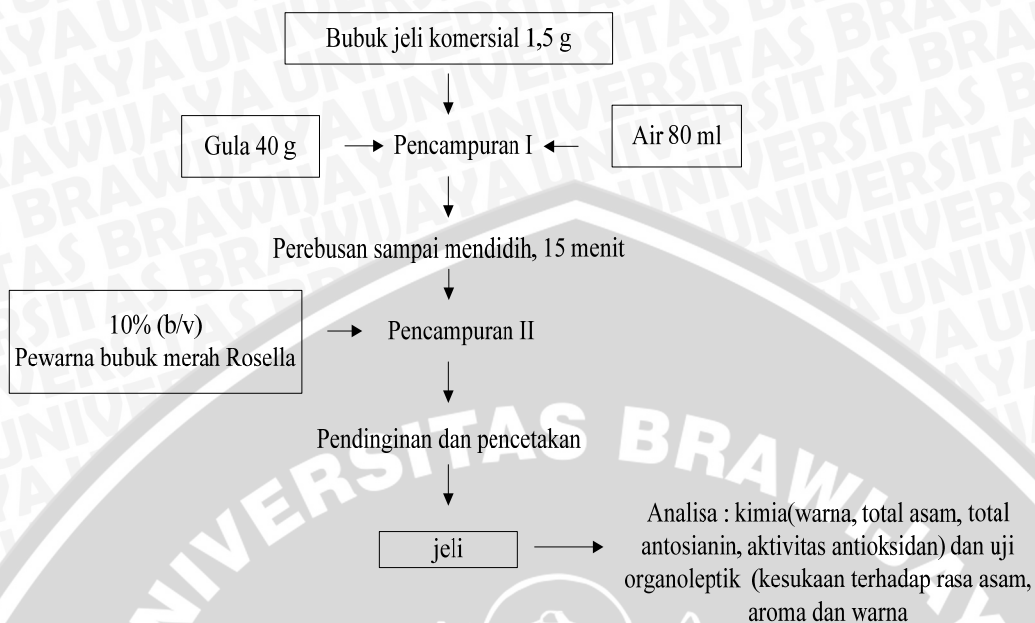 Bubuk jeli komersial 1,5 g
Gula 40 g
Pencampuran I
Air 80 ml
Perebusan sampai mendidih, 15 menit
10% (b/v)
Pewarna bubuk merah Rosella
Pencampuran II
Pendinginan dan pencetakan
jeli
Analisa : kimia(warna, total asam, total
antosianin, aktivitas antioksidan) dan uji
organoleptik (kesukaan terhadap rasa asam,
aroma dan warna
UNIVERSITAS BRAWIJAYA